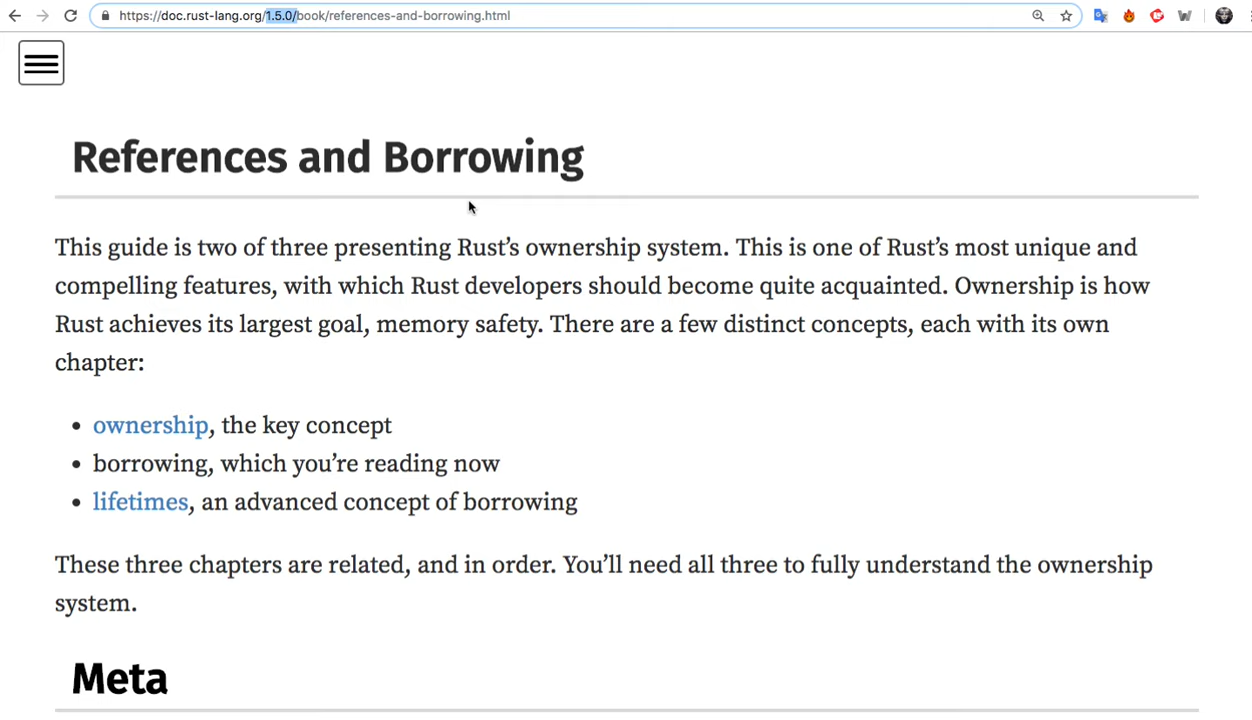 https://doc.rust-lang.org/1.5.0/book/references-and-borrowing.html
References and Borrowing
This guide is two of three presenting Rust’s ownership system. This is one of Rust’s most unique and
compelling features, with which Rust developers should become quite acquainted. Ownership is how
Rust achieves its largest goal, memory safety. There are a few distinct concepts, each with its own
chapter:
• ownership, the key concept
• borrowing, which you’re reading now
• lifetimes, an advanced concept of borrowing
These three chapters are related, and in order. You’ll need all three to fully understand the ownership
system.
Meta